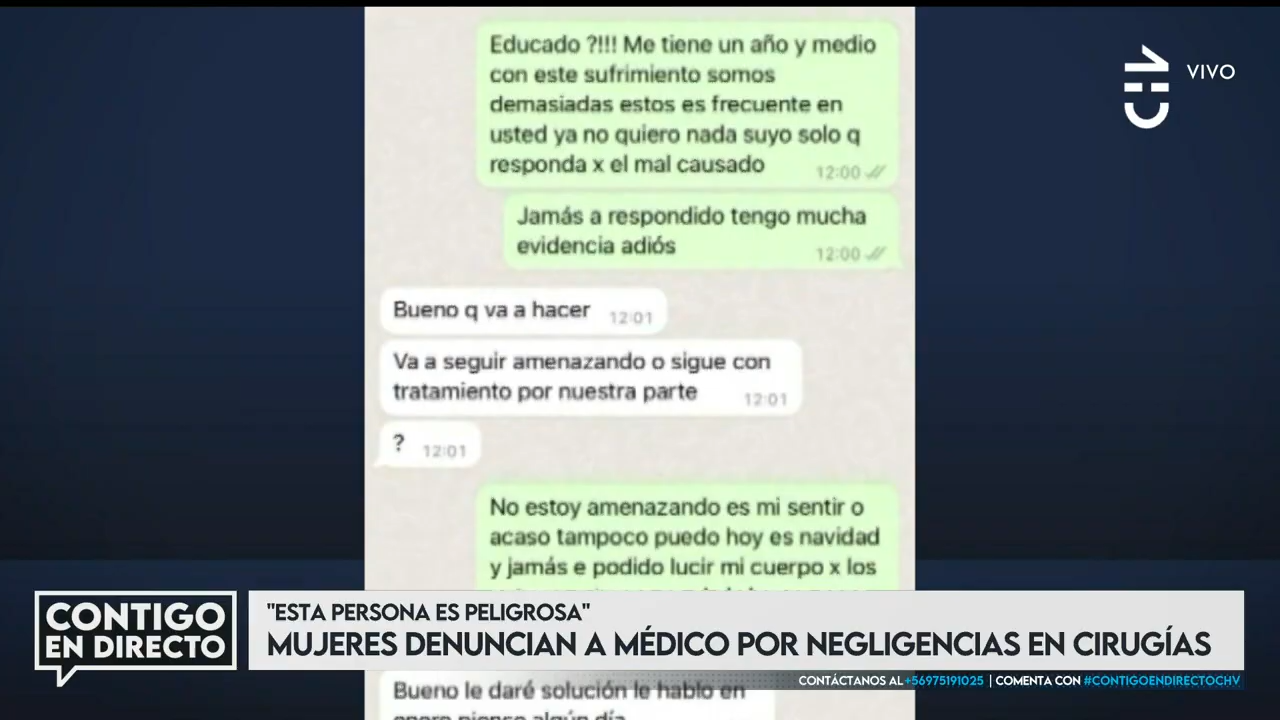 Educado ?!!! Me tiene un año y medio
con este sufrimiento somos
demasiadas estos es frecuente en
usted ya no quiero nada suyo solo q
responda x el mal causado
12:00
Jamás a respondido tengo mucha
evidencia adiós
12:00
Bueno q va a hacer
12:01
Va a seguir amenazando o sigue con
tratamiento por nuestra parte
12:01
?
12:01
No estoy amenazando es mi sentir o
acaso tampoco puedo hoy es navidad
y jamás e podido lucir mi cuerpo x los
CHV
VIVO
CONTIGO
EN DIRECTO
"ESTA PERSONA ES PELIGROSA"
MUJERES DENUNCIAN A MÉDICO POR NEGLIGENCIAS EN CIRUGÍAS
CONTÁCTANOS AL +56975191025 | COMENTA CON #CONTIGOENDIRECTOCHV
Bueno le daré solución le hablo en
enero pienso algún día